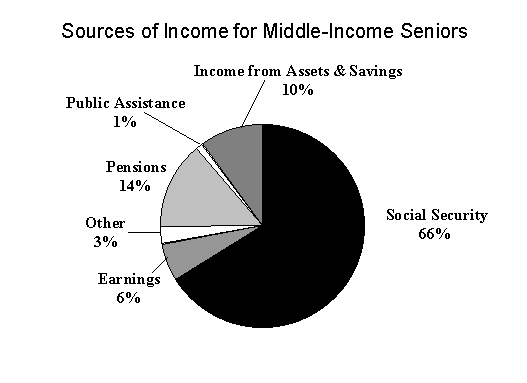 Sources of Income for Middle-Income Seniors
Income from Assets & Savings
10%
Public Assistance
1%
Pensions
14%
Social Security
66%
Other
3%
Earnings
6%